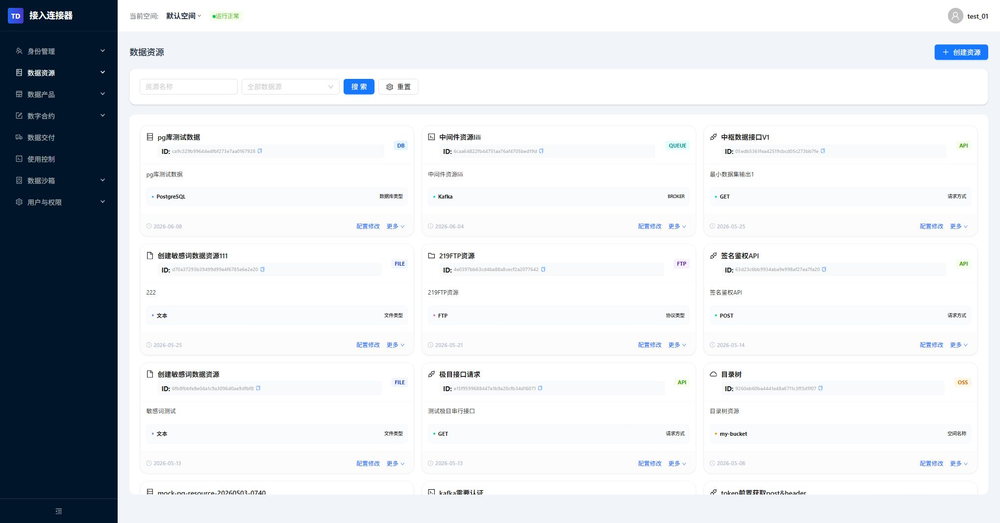 TD 接入连接器
身份管理
数据资源
数据产品
数字合约
数据交付
使用控制
数据沙箱
用户与权限
当前空间: 默认空间 运行正常 test_01
数据资源 创建资源
资源名称 全部数据源 搜 索 重置
pg库测试数据
DB
ID: ca9c329b99644e4fbf273e7aa0167928
pg库测试数据
PostgreSQL 数据库类型
2026-06-08 配置修改 更多
中间件资源lili
QUEUE
ID: 6caa64822fb44751aa76af4705bed19d
中间件资源lili
Kafka BROKER
2026-06-04 配置修改 更多
中枢数据接口V1
API
ID: 05edb5361fea42519cbcd05c273bb7fe
最小数据集输出1
GET 请求方式
2026-05-25 配置修改 更多
创建敏感词数据资源111
FILE
ID: d70a37293b39499d99a4f6785e6e2e20
222
文本 文件类型
2026-05-25 配置修改 更多
219FTP资源
FTP
ID: 4e0397bb63cd4ba88a8cecf2a2077642
219FTP资源
FTP 协议类型
2026-05-21 配置修改 更多
签名鉴权API
API
ID: 63d23c6bb9934aba9e998af27ea7fa20
签名鉴权API
POST 请求方式
2026-05-14 配置修改 更多
创建敏感词数据资源
FILE
ID: 6fb8fbbfe8e04a1c9a3096d0ae9dfbf8
敏感词测试
文本 文件类型
2026-05-13 配置修改 更多
极目接口请求
API
ID: e15f9599688447e1b9a20cfb34d16071
测试极目串行接口
GET 请求方式
2026-05-13 配置修改 更多
目录树
OSS
ID: 9260eb60ba4441e48a6711c3ff3d1f07
目录树资源
my-bucket 空间名称
2026-05-06 配置修改 更多
mock-pg-resource-20260503-0740
kafka需要认证
token前置获取post&header